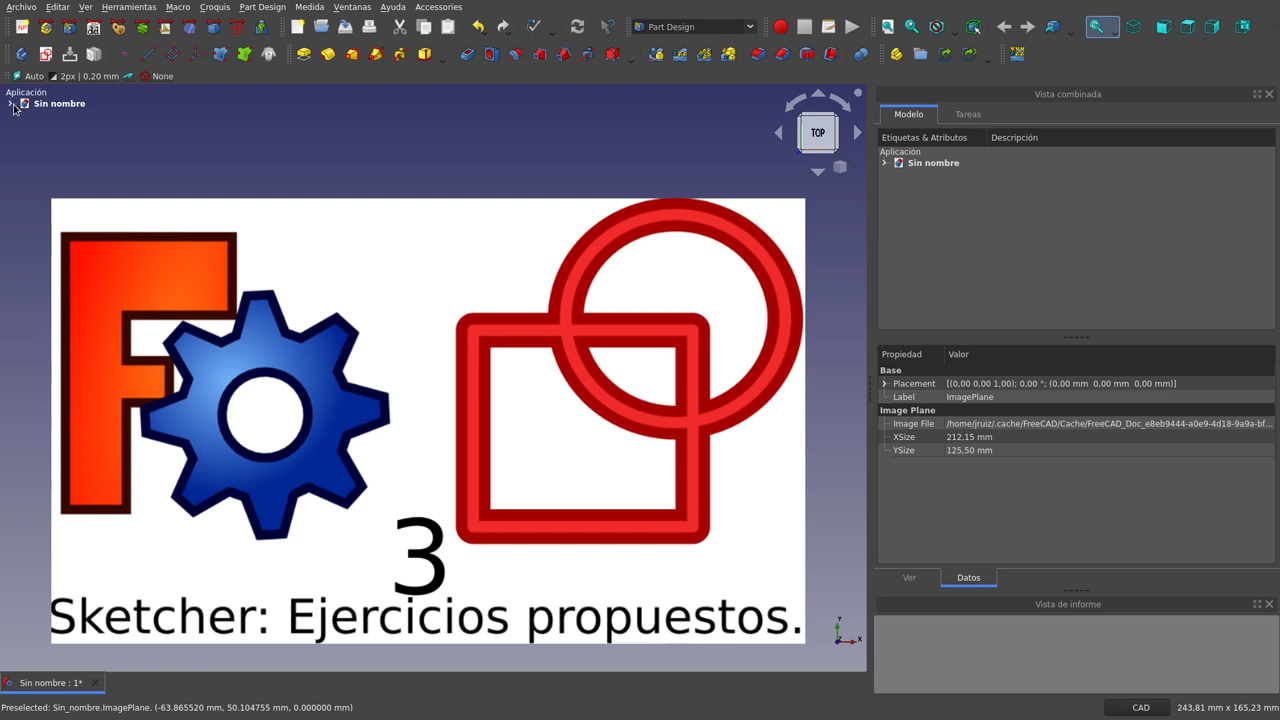 Archivo Editar Ver Herramientas Macro Croquis Part Design Medida Ventanas Ayuda Accessories
Part Design
Auto 2px | 0.20 mm None
Aplicación
Sin nombre
TOP
3
Sketcher: Ejercicios propuestos.
Y
X
Z
Vista combinada
Modelo Tareas
Etiquetas & Atributos Descripción
Aplicación
Sin nombre
Propiedad Valor
Base
Placement [(0,00 0,00 1,00); 0,00 °; (0,00 mm 0,00 mm 0,00 mm)]
Label ImagePlane
Image Plane
Image File /home/jruiz/.cache/FreeCAD/Cache/FreeCAD_Doc_e8eb9444-a0e9-4d18-9a9a-bf...
XSize 212,15 mm
YSize 125,50 mm
Ver Datos
Vista de informe
Sin nombre : 1*
Preselected: Sin_nombre.ImagePlane. (-63.865520 mm, 50.104755 mm, 0.000000 mm)
CAD 243,81 mm x 165,23 mm